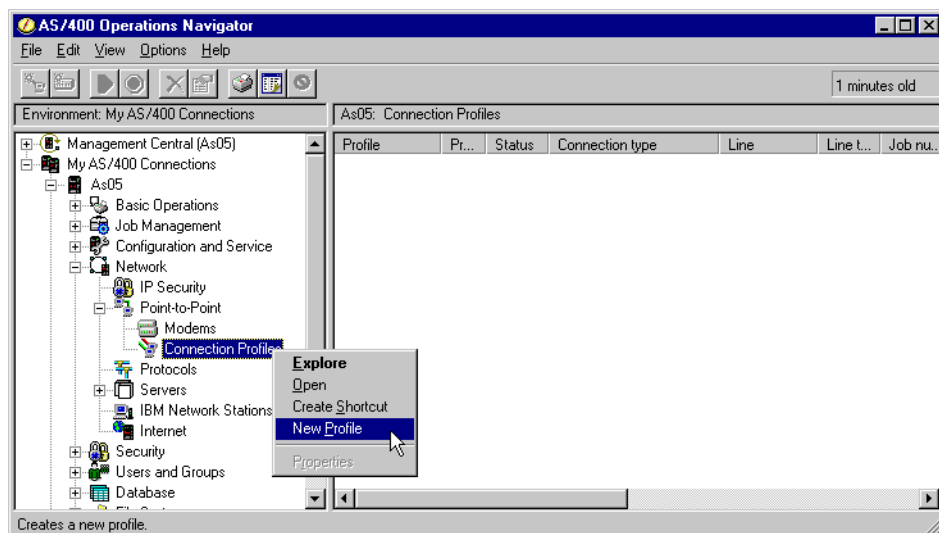 AS/400 Operations Navigator
File Edit View Options Help
1 minutes old
Environment: My AS/400 Connections
As05: Connection Profiles
Profile Pr... Status Connection type Line Line t... Job nu..
Management Central (As05)
My AS/400 Connections
As05
Basic Operations
Job Management
Configuration and Service
Network
IP Security
Point-to-Point
Modems
Connection Profiles
Protocols
Servers
IBM Network Stations
Internet
Security
Users and Groups
Database
Explore
Open
Create Shortcut
New Profile
Properties
Creates a new profile.